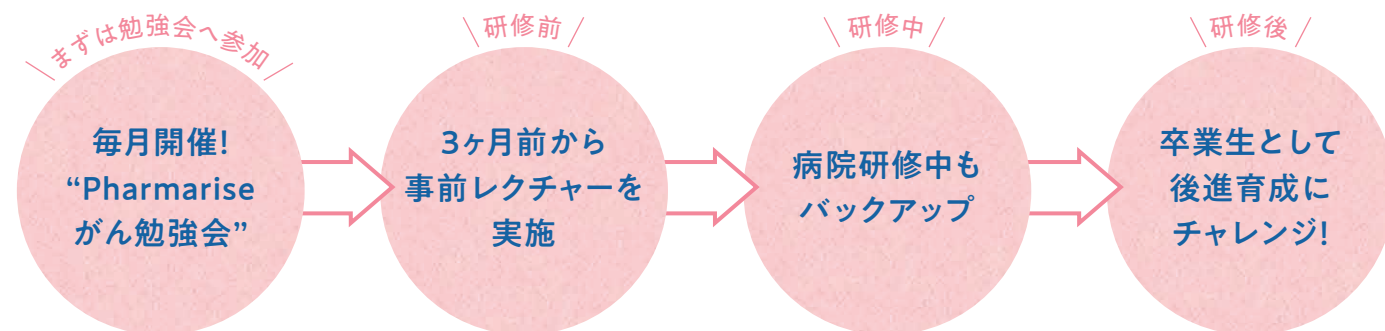 まずは勉強会へ参加
毎月開催!
“Pharmarise
がん勉強会”
研修前
3ヶ月前から
事前レクチャーを
実施
研修中
病院研修中も
バックアップ
研修後
卒業生として
後進育成に
チャレンジ!